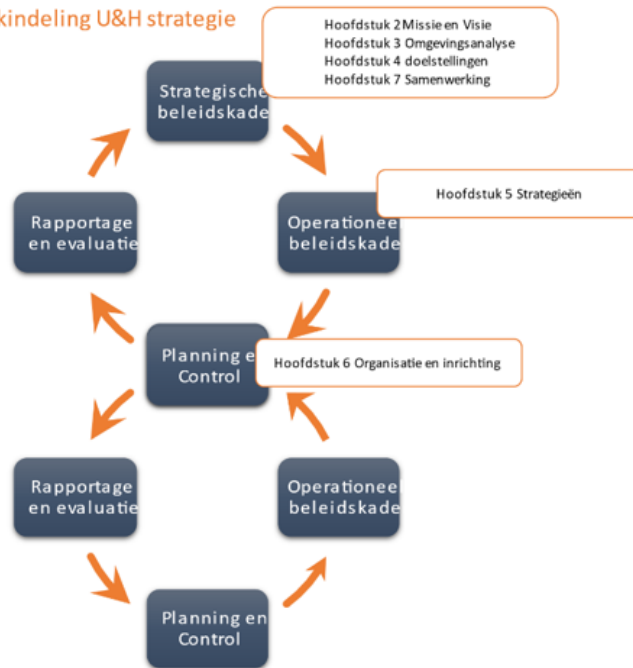 kindeling U&H strategie
Hoofdstuk 2 Missie en Visie
Hoofdstuk 3 Omgevingsanalyse
Hoofdstuk 4 doelstellingen
Hoofdstuk 7 Samenwerking
Strategische
beleidskade
Hoofdstuk 5 Strategieën
Rapportage
en evaluatie
Operationeel
beleidskade
Planning e
Control
Hoofdstuk 6 Organisatie en inrichting
Rapportage
en evaluatie
Operationeel
beleidskade
Planning en
Control